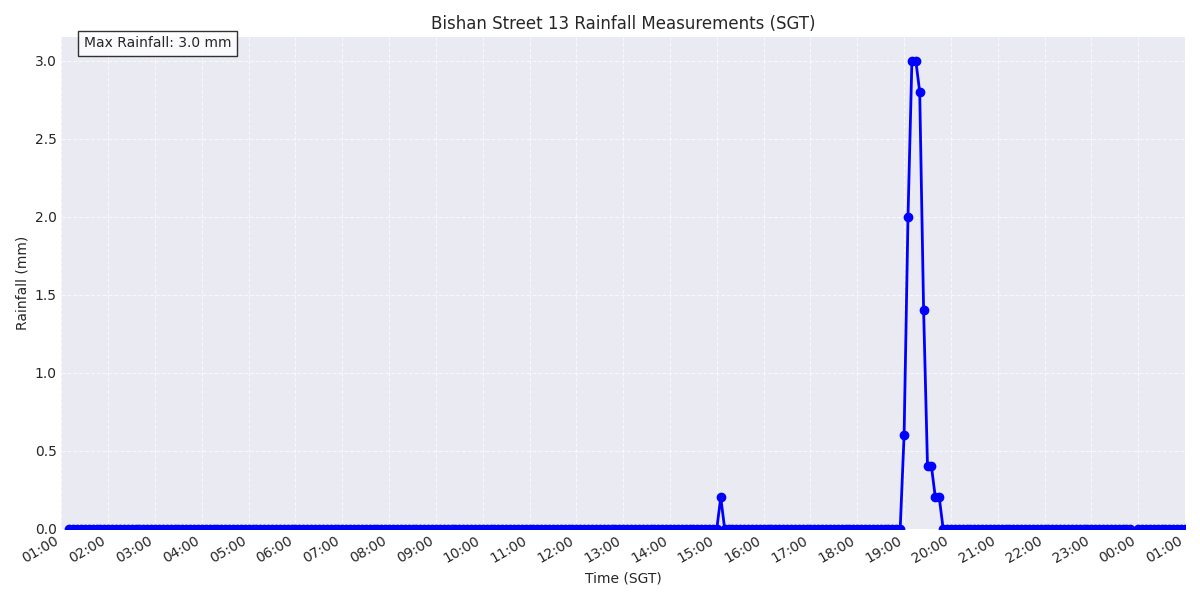 Bishan Street 13 Rainfall Measurements (SGT)
Max Rainfall: 3.0 mm
3.0
2.5
2.0
1.5
1.0
0.5
0.0
Rainfall (mm)
01:00 02:00 03:00 04:00 05:00 06:00 07:00 08:00 09:00 10:00 11:00 12:00 13:00 14:00 15:00 16:00 17:00 18:00 19:00 20:00 21:00 22:00 23:00 00:00 01:00
Time (SGT)